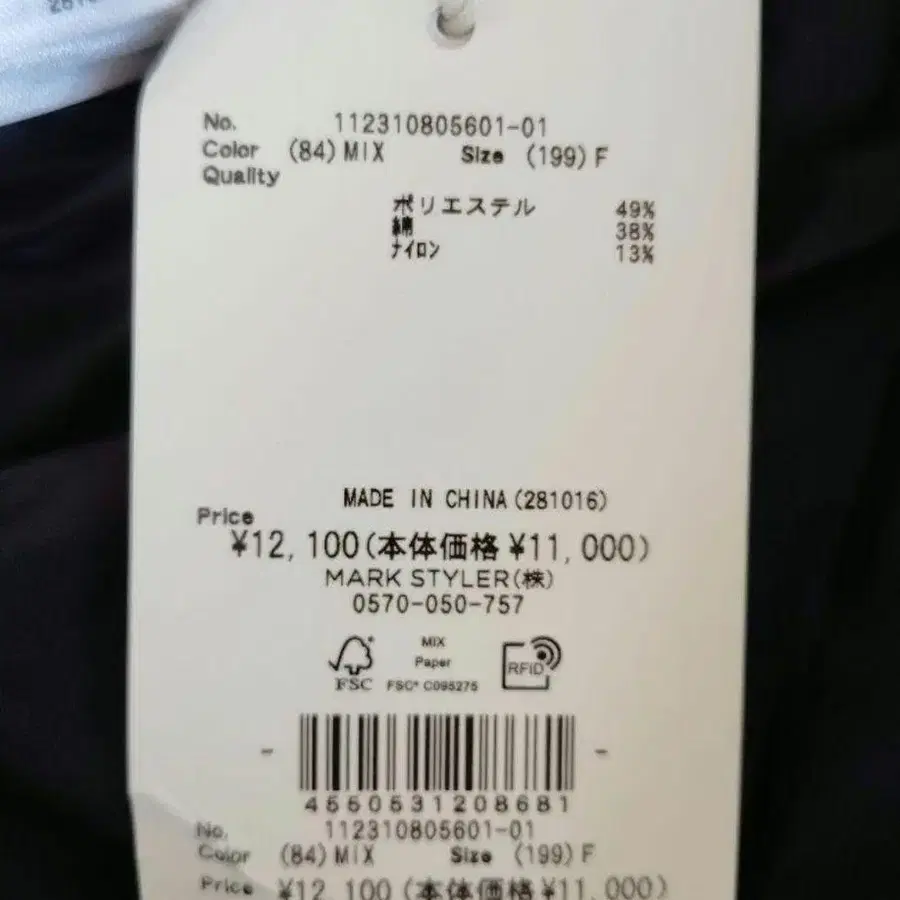 No. 112310805601-01
Color (84) MIX Size (199) F
Quality
ポリエステル 49%
綿 38%
ナイロン 13%
MADE IN CHINA (281016)
Price
¥12,100(本体価格 ¥11,000)
MARK STYLER(株)
0570-050-757
FSC
MIX
Paper
FSC® C095275
RFID
4550531208681
No. 112310805601-01
Color (84) MIX Size (199) F
Price ¥12,100 (本体価格 ¥11,000)